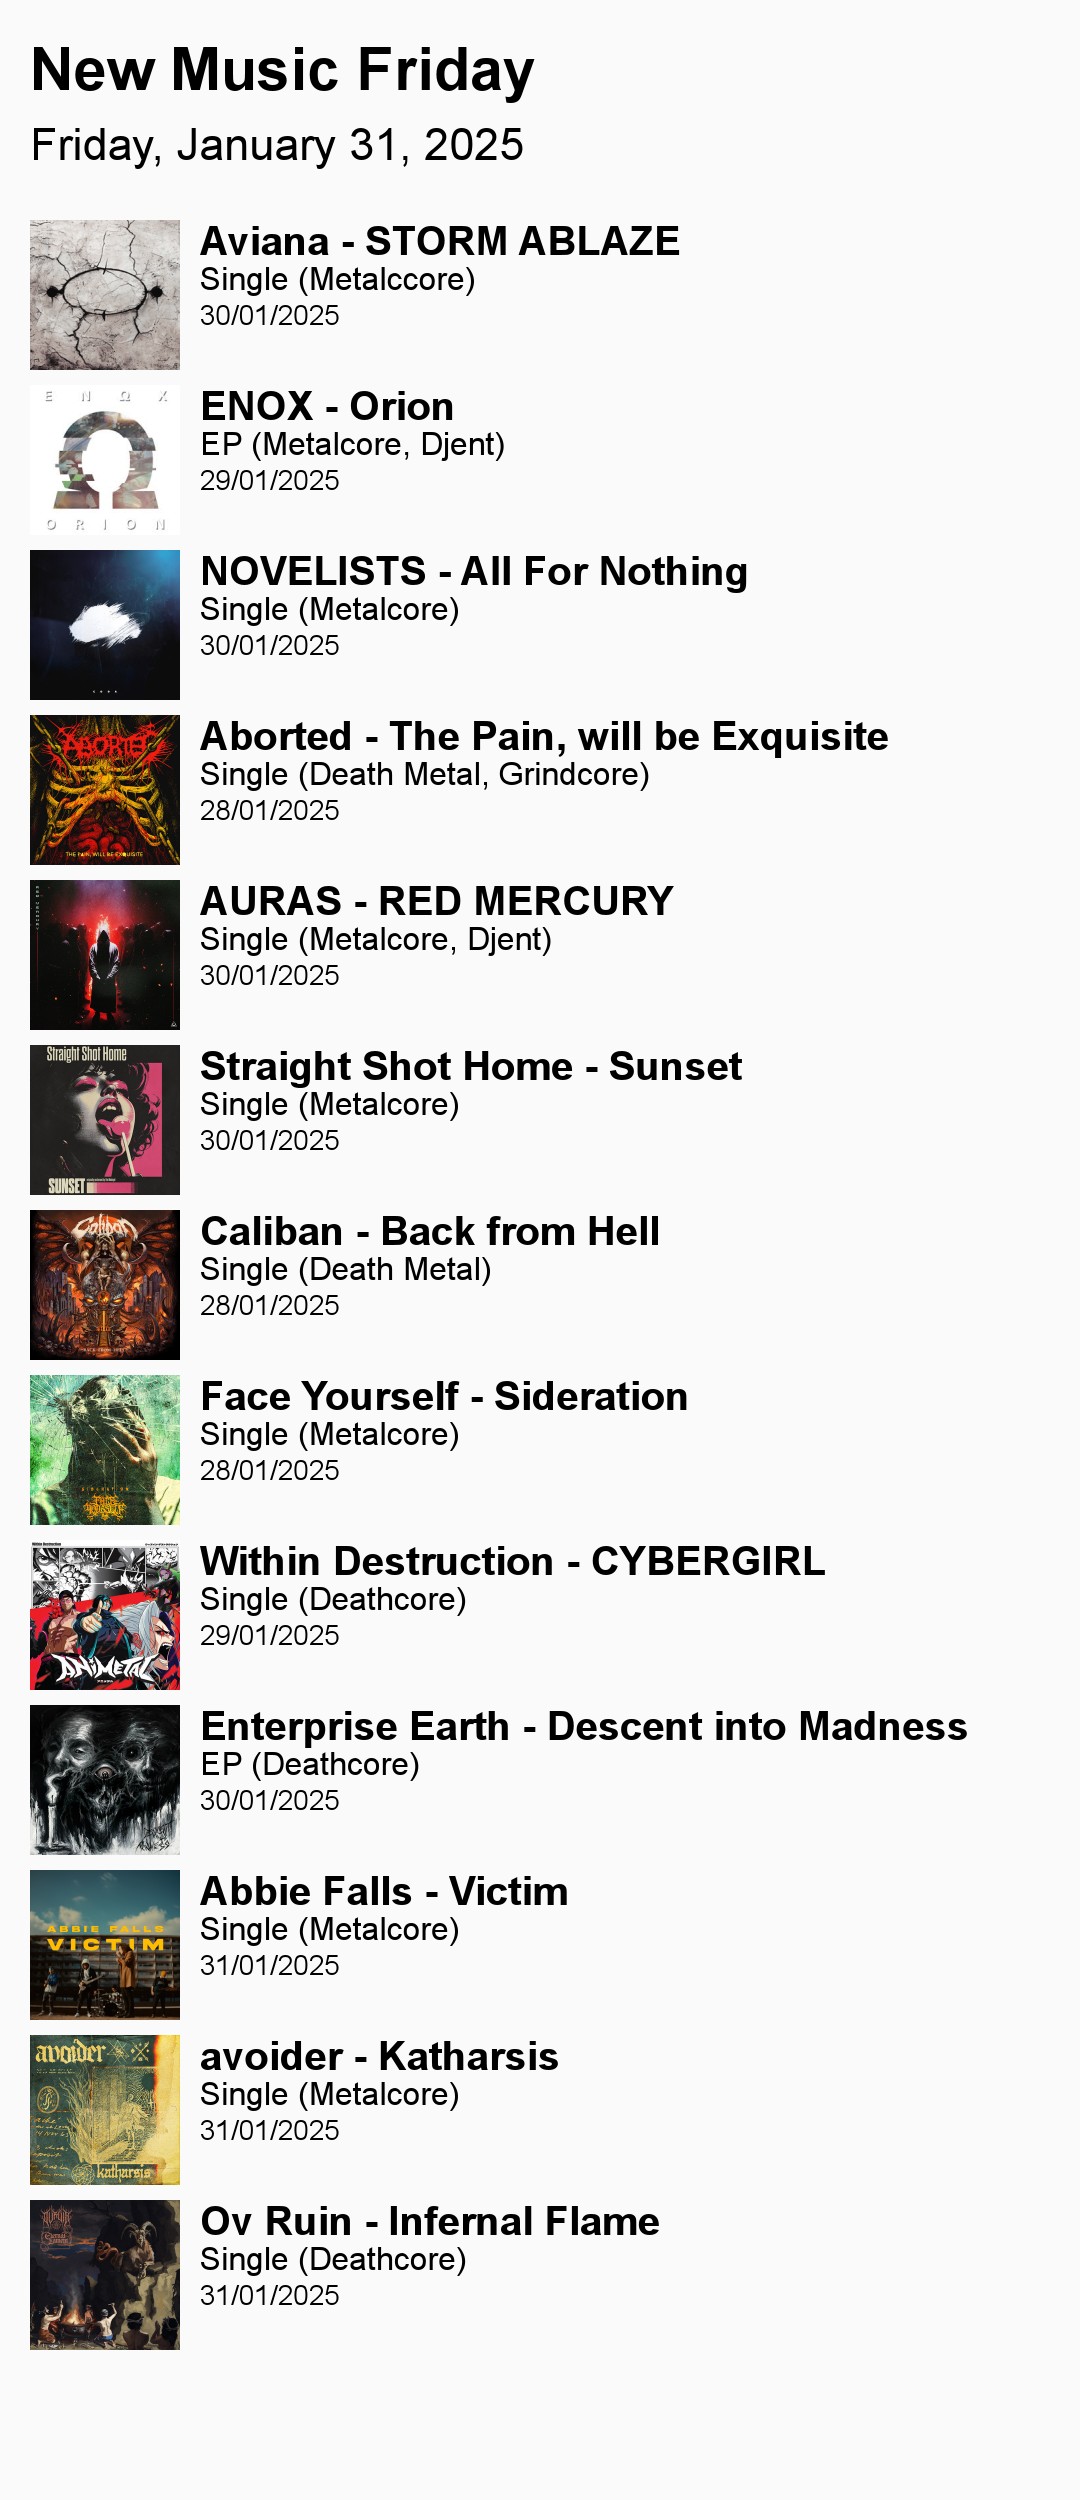 New Music Friday
Friday, January 31, 2025
Aviana - STORM ABLAZE
Single (Metalccore)
30/01/2025
E N Ω X
O R I O N
ENOX - Orion
EP (Metalcore, Djent)
29/01/2025
NOVELISTS - All For Nothing
Single (Metalcore)
30/01/2025
ABORTED
THE PAIN, WILL BE EXQUISITE
Aborted - The Pain, will be Exquisite
Single (Death Metal, Grindcore)
28/01/2025
AURAS - RED MERCURY
Single (Metalcore, Djent)
30/01/2025
Straight Shot Home
SUNSET
Straight Shot Home - Sunset
Single (Metalcore)
30/01/2025
Caliban
BACK FROM HELL
Caliban - Back from Hell
Single (Death Metal)
28/01/2025
Face Yourself - Sideration
Single (Metalcore)
28/01/2025
Within Destruction
ANIMETAL
Within Destruction - CYBERGIRL
Single (Deathcore)
29/01/2025
Enterprise Earth - Descent into Madness
EP (Deathcore)
30/01/2025
ABBIE FALLS
VICTIM
Abbie Falls - Victim
Single (Metalcore)
31/01/2025
avoider
katharsis
avoider - Katharsis
Single (Metalcore)
31/01/2025
Ov Ruin - Infernal Flame
Single (Deathcore)
31/01/2025